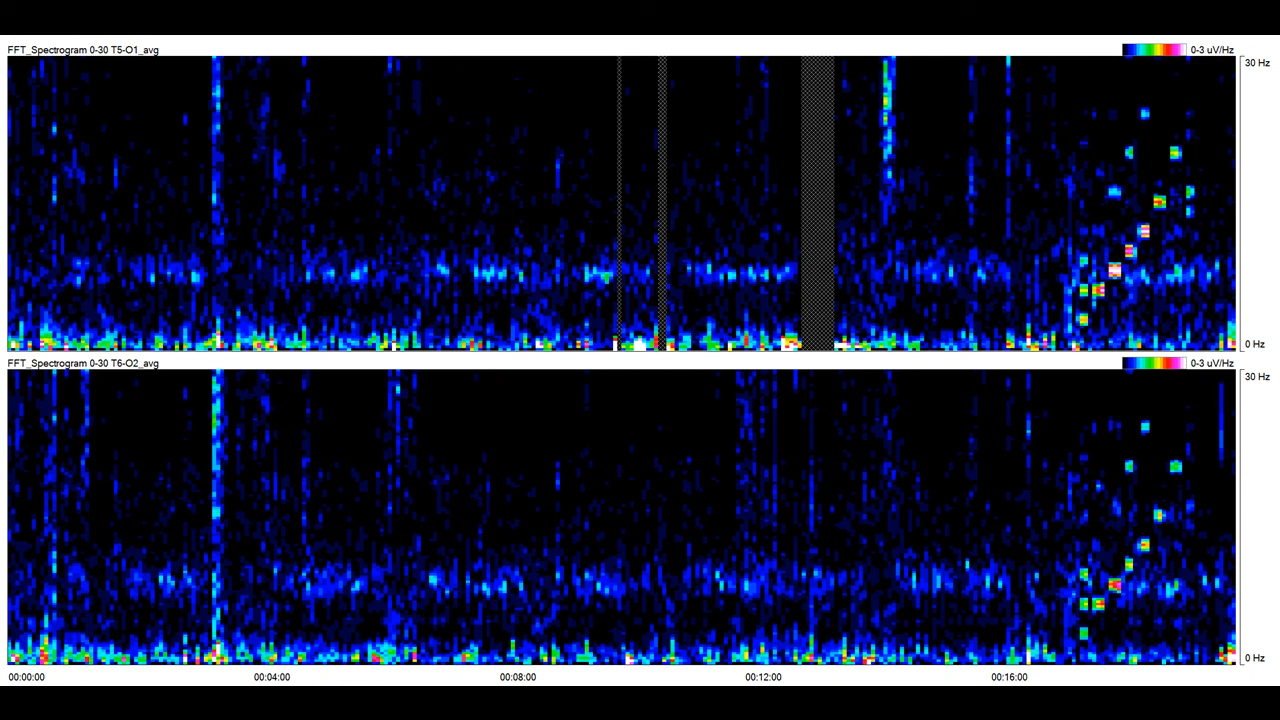 FFT_Spectrogram 0-30 T5-O1_avg 0-3 uV/Hz
30 Hz
0 Hz
FFT_Spectrogram 0-30 T6-O2_avg 0-3 uV/Hz
30 Hz
0 Hz
00:00:00 00:04:00 00:08:00 00:12:00 00:16:00